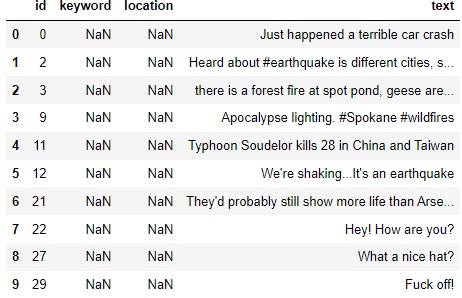 id keyword location text
0 0 NaN NaN Just happened a terrible car crash
1 2 NaN NaN Heard about #earthquake is different cities, s...
2 3 NaN NaN there is a forest fire at spot pond, geese are...
3 9 NaN NaN Apocalypse lighting. #Spokane #wildfires
4 11 NaN NaN Typhoon Soudelor kills 28 in China and Taiwan
5 12 NaN NaN We're shaking...It's an earthquake
6 21 NaN NaN They'd probably still show more life than Arse...
7 22 NaN NaN Hey! How are you?
8 27 NaN NaN What a nice hat?
9 29 NaN NaN Fuck off!